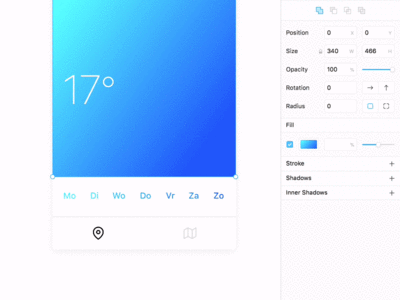 Position 0 X 0 Y
Size 340 W 466 H
Opacity 100 %
17°
Rotation 0
Radius 0
Fill
%
Stroke
Shadows
Inner Shadows
Mo Di Wo Do Vr Za Zo